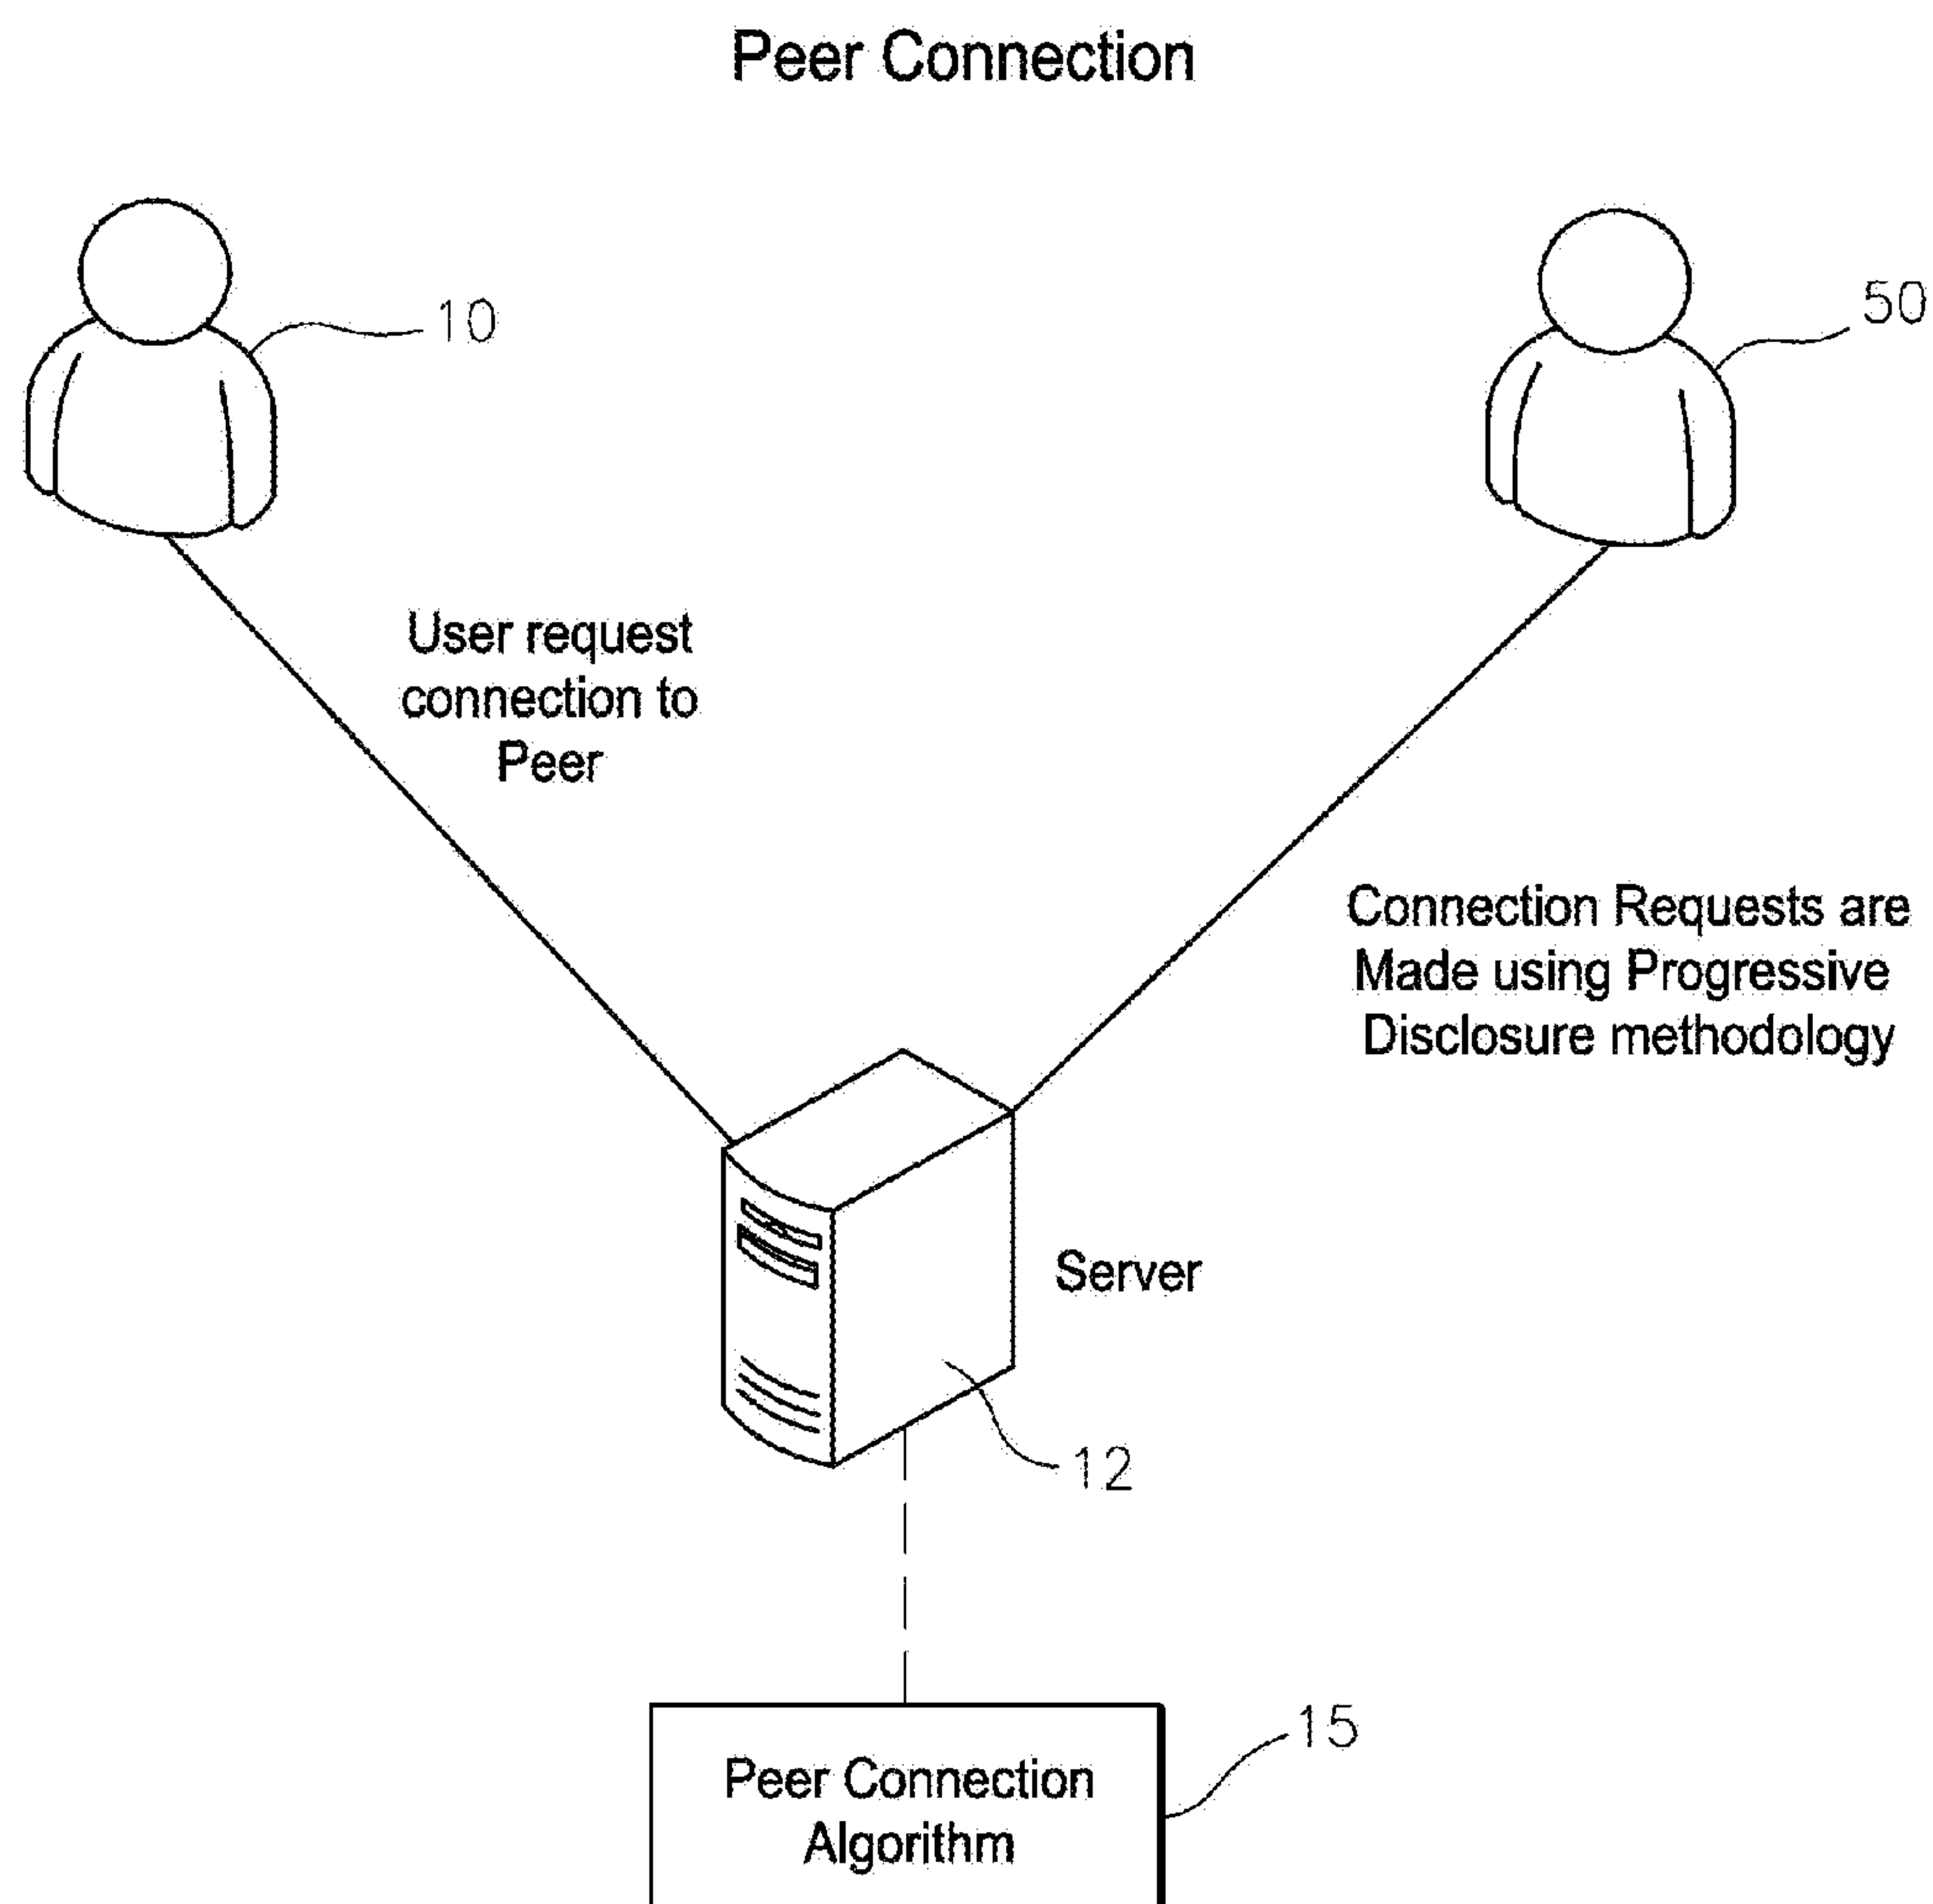 Peer Connection
10
50
User request
connection to
Peer
Connection Requests are
Made using Progressive
Disclosure methodology
Server
12
15
Peer Connection
Algorithm